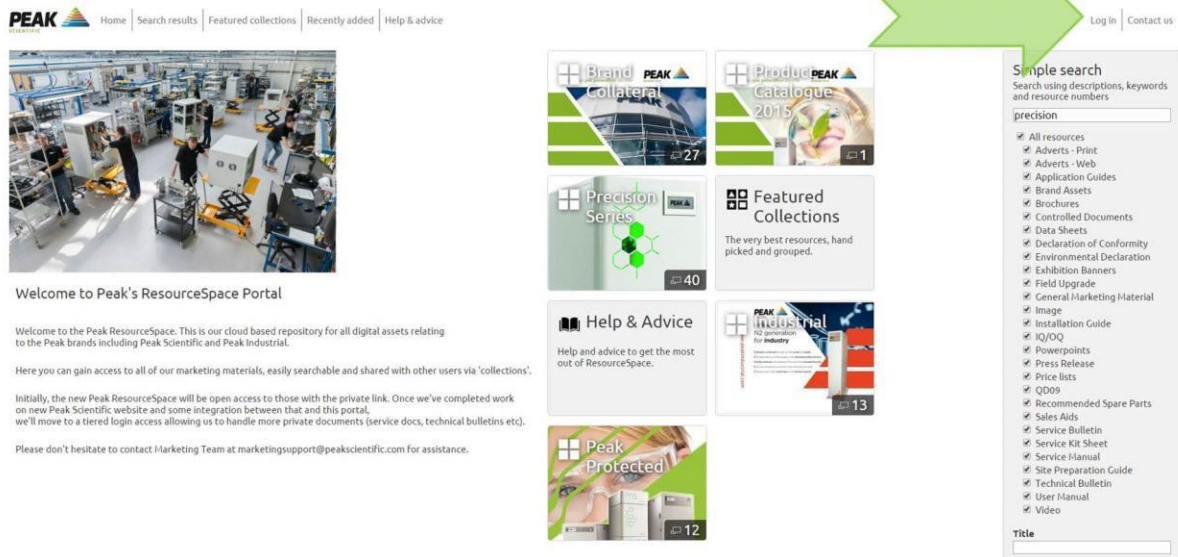 PEAK
SCIENTIFIC
Home
Search results
Featured collections
Recently added
Help & advice
Log in
Contact us
Welcome to Peak's ResourceSpace Portal
Welcome to the Peak ResourceSpace. This is our cloud based repository for all digital assets relating
to the Peak brands including Peak Scientific and Peak Industrial.
Here you can gain access to all of our marketing materials, easily searchable and shared with other users via 'collections'.
Initially, the new Peak ResourceSpace will be open access to those with the private link. Once we've completed work
on new Peak Scientific website and some integration between that and this portal,
we'll move to a tiered login access allowing us to handle more private documents (service docs, technical bulletins etc).
Please don't hesitate to contact Marketing Team at marketingsupport@peakscientific.com for assistance.
Brand
Collateral
PEAK
27
Product
Catalogue
2015
PEAK
1
Precision
Series
PEAK
40
Featured
Collections
The very best resources, hand
picked and grouped.
Help & Advice
Help and advice to get the most
out of ResourceSpace.
PEAK
Industrial
N2 generation
for industry
13
Peak
Protected
12
Simple search
Search using descriptions, keywords
and resource numbers
precision
All resources
Adverts - Print
Adverts - Web
Application Guides
Brand Assets
Brochures
Controlled Documents
Data Sheets
Declaration of Conformity
Environmental Declaration
Exhibition Banners
Field Upgrade
General Marketing Material
Image
Installation Guide
IQ/OQ
Powerpoints
Press Release
Price lists
QD09
Recommended Spare Parts
Sales Aids
Service Bulletin
Service Kit Sheet
Service Manual
Site Preparation Guide
Technical Bulletin
User Manual
Video
Title